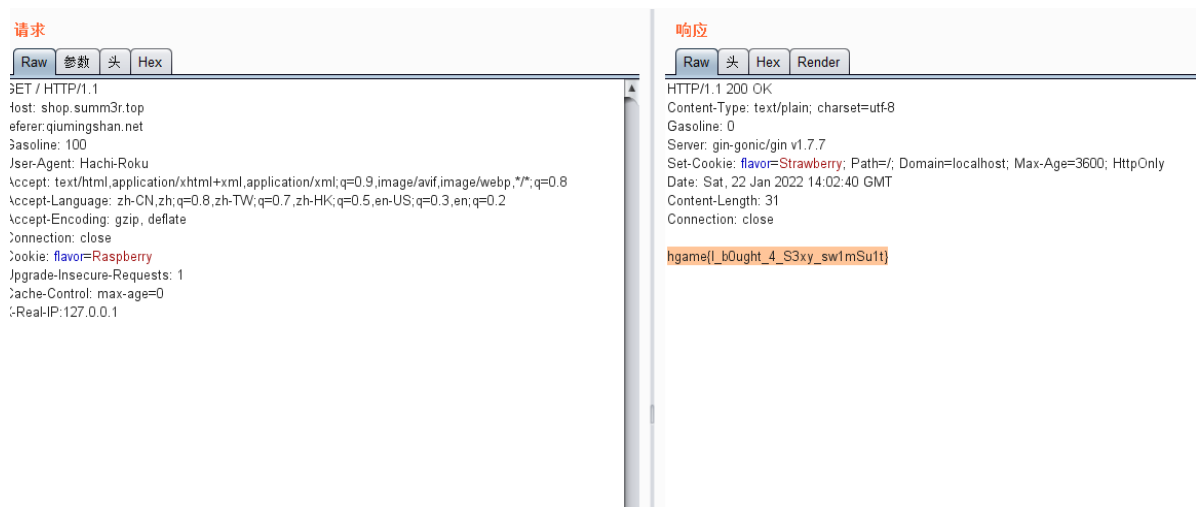 请求
Raw 参数 头 Hex
GET / HTTP/1.1
Host: shop.summ3r.top
eferer:qiumingshan.net
Gasoline: 100
User-Agent: Hachi-Roku
Accept: text/html,application/xhtml+xml,application/xml;q=0.9,image/avif,image/webp,*/*;q=0.8
Accept-Language: zh-CN,zh;q=0.8,zh-TW;q=0.7,zh-HK;q=0.5,en-US;q=0.3,en;q=0.2
Accept-Encoding: gzip, deflate
Connection: close
Cookie: flavor=Raspberry
Upgrade-Insecure-Requests: 1
Cache-Control: max-age=0
X-Real-IP:127.0.0.1
响应
Raw 头 Hex Render
HTTP/1.1 200 OK
Content-Type: text/plain; charset=utf-8
Gasoline: 0
Server: gin-gonic/gin v1.7.7
Set-Cookie: flavor=Strawberry; Path=/; Domain=localhost; Max-Age=3600; HttpOnly
Date: Sat, 22 Jan 2022 14:02:40 GMT
Content-Length: 31
Connection: close
hgame{I_b0ught_4_S3xy_sw1mSu1t}